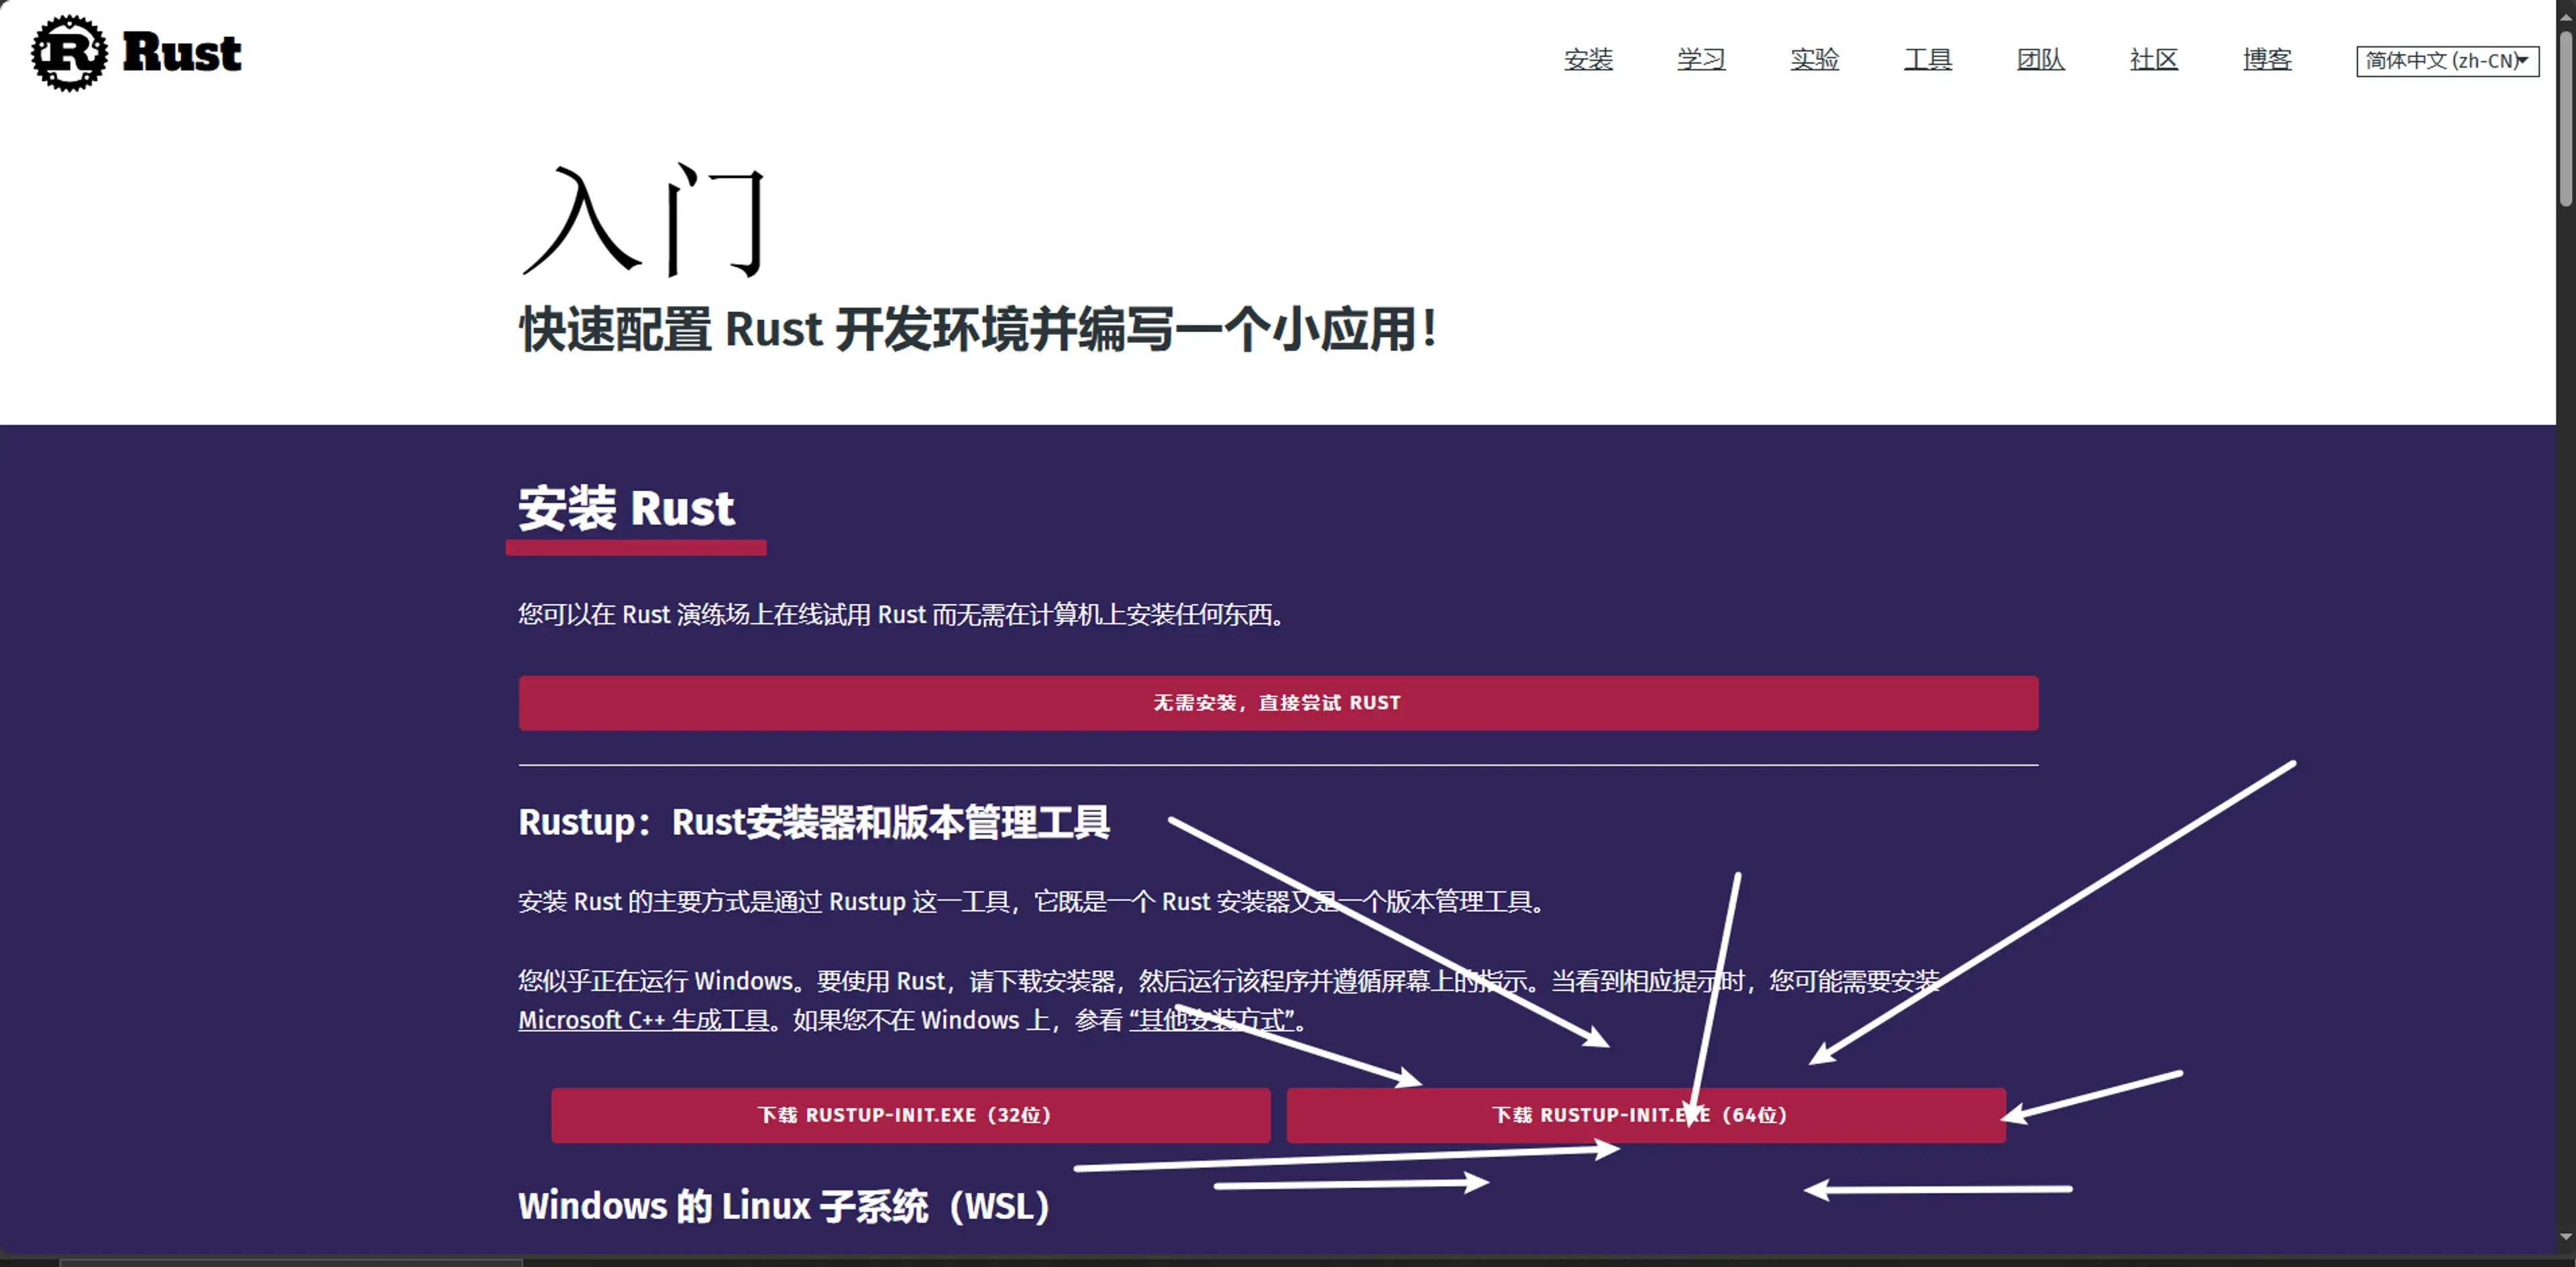 Rust
安装 学习 实验 工具 团队 社区 博客 简体中文 (zh-CN)
入门
快速配置 Rust 开发环境并编写一个小应用！
安装 Rust
您可以在 Rust 演练场上在线试用 Rust 而无需在计算机上安装任何东西。
无需安装，直接尝试 RUST
Rustup：Rust安装器和版本管理工具
安装 Rust 的主要方式是通过 Rustup 这一工具，它既是一个 Rust 安装器又是一个版本管理工具。
您似乎正在运行 Windows。要使用 Rust，请下载安装器，然后运行该程序并遵循屏幕上的指示。当看到相应提示时，您可能需要安装
Microsoft C++ 生成工具。如果您不在 Windows 上，参看 “其他安装方式”。
下载 RUSTUP-INIT.EXE（32位）
下载 RUSTUP-INIT.EXE（64位）
Windows 的 Linux 子系统（WSL）